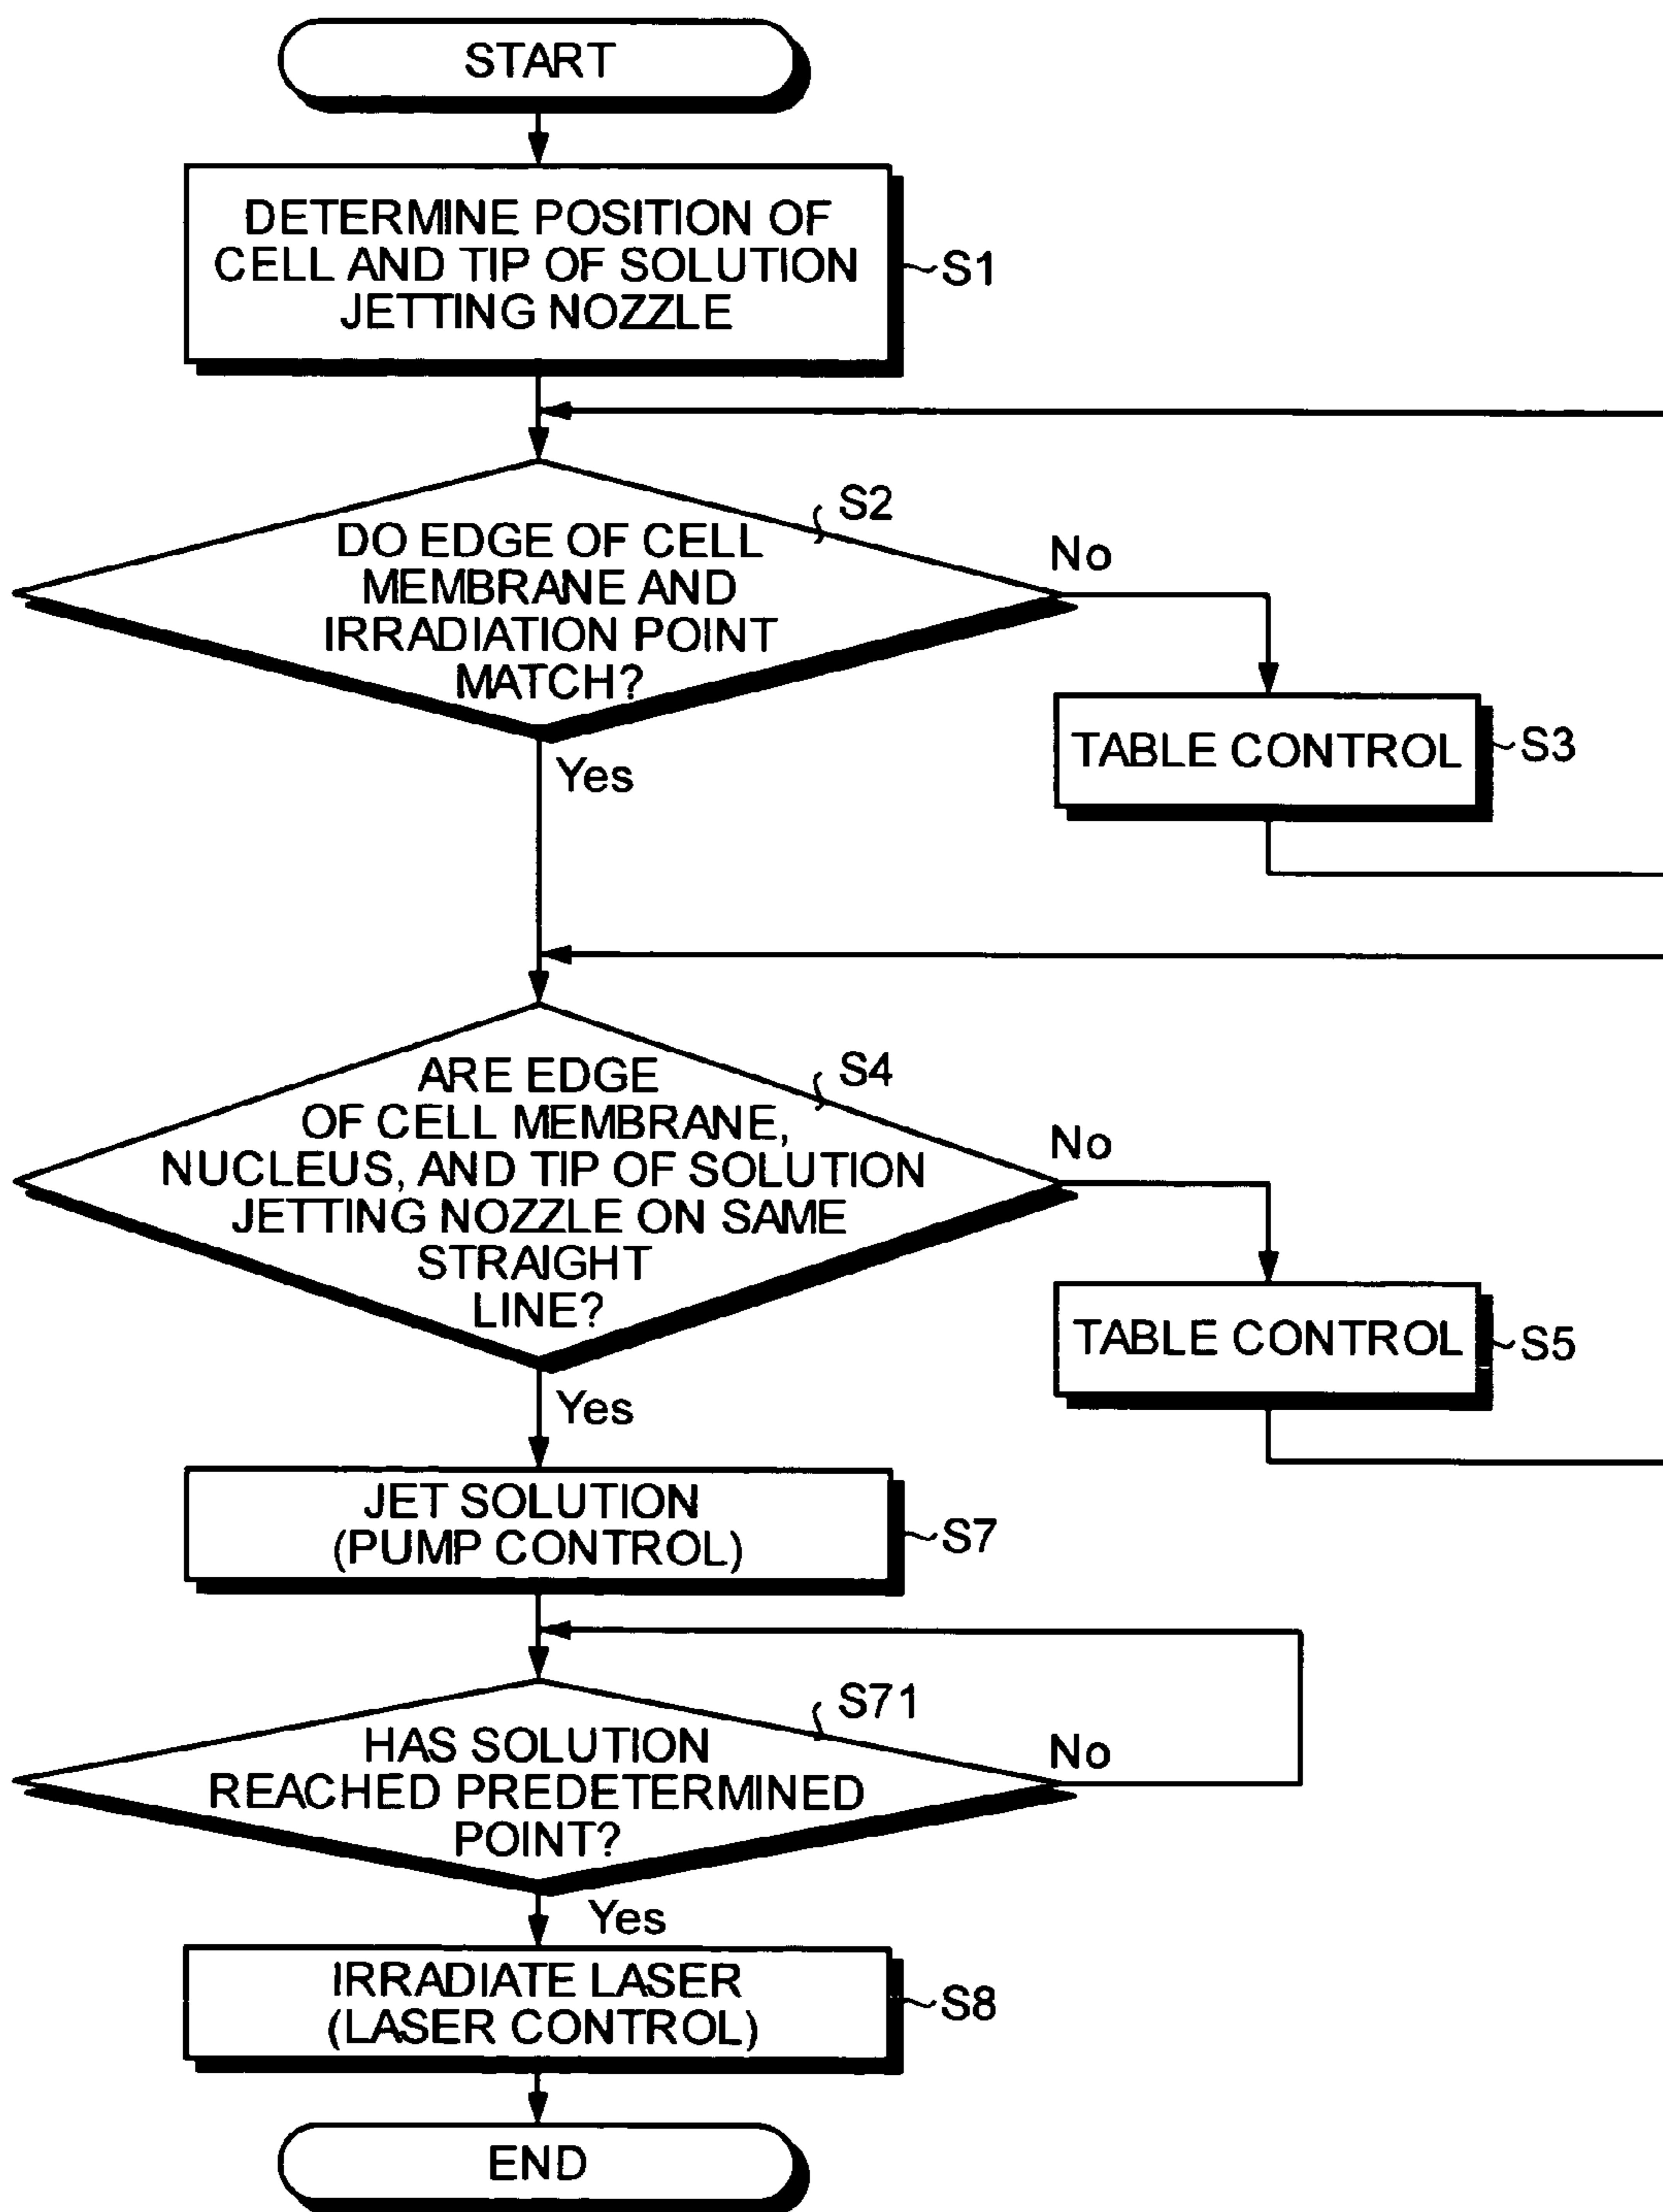 START
DETERMINE POSITION OF
CELL AND TIP OF SOLUTION
JETTING NOZZLE
S1
S2
DO EDGE OF CELL
MEMBRANE AND
IRRADIATION POINT
MATCH?
No
Yes
TABLE CONTROL
S3
S4
ARE EDGE
OF CELL MEMBRANE,
NUCLEUS, AND TIP OF SOLUTION
JETTING NOZZLE ON SAME
STRAIGHT
LINE?
No
Yes
TABLE CONTROL
S5
JET SOLUTION
(PUMP CONTROL)
S7
S71
HAS SOLUTION
REACHED PREDETERMINED
POINT?
No
Yes
IRRADIATE LASER
(LASER CONTROL)
S8
END